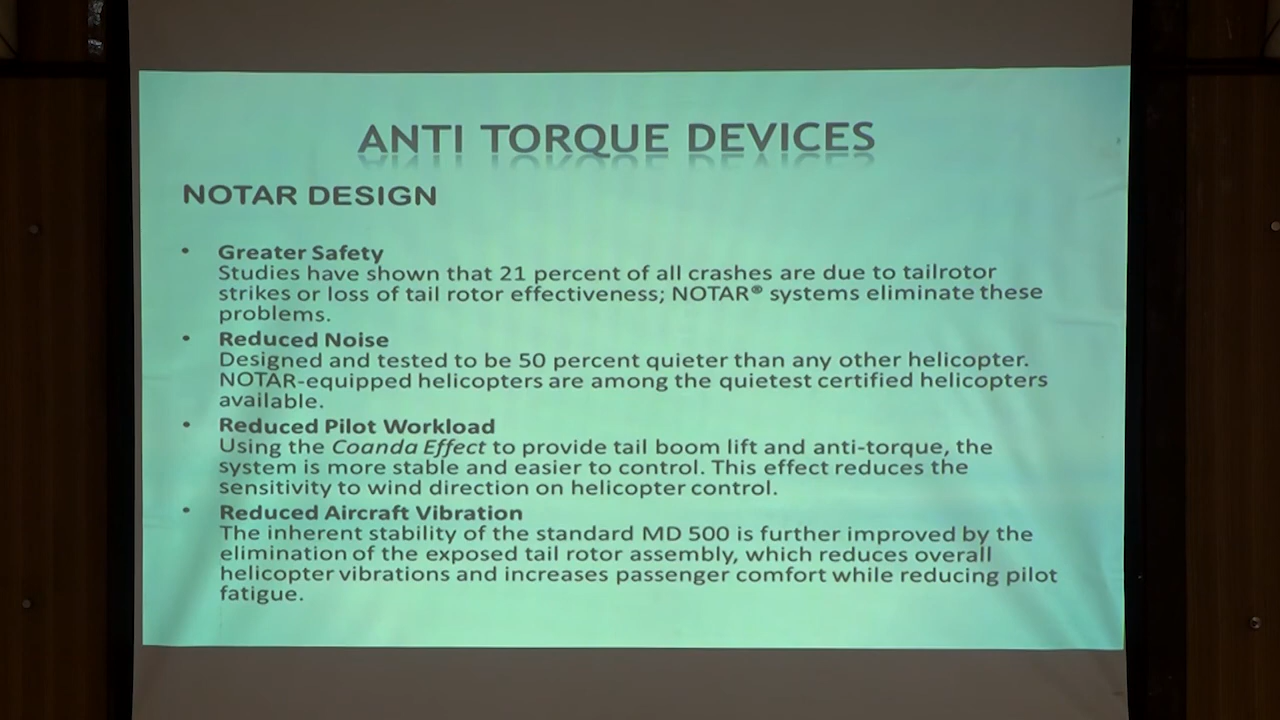 ANTI TORQUE DEVICES
NOTAR DESIGN
• Greater Safety
Studies have shown that 21 percent of all crashes are due to tailrotor
strikes or loss of tail rotor effectiveness; NOTAR® systems eliminate these
problems.
• Reduced Noise
Designed and tested to be 50 percent quieter than any other helicopter.
NOTAR-equipped helicopters are among the quietest certified helicopters
available.
• Reduced Pilot Workload
Using the Coanda Effect to provide tail boom lift and anti-torque, the
system is more stable and easier to control. This effect reduces the
sensitivity to wind direction on helicopter control.
• Reduced Aircraft Vibration
The inherent stability of the standard MD 500 is further improved by the
elimination of the exposed tail rotor assembly, which reduces overall
helicopter vibrations and increases passenger comfort while reducing pilot
fatigue.